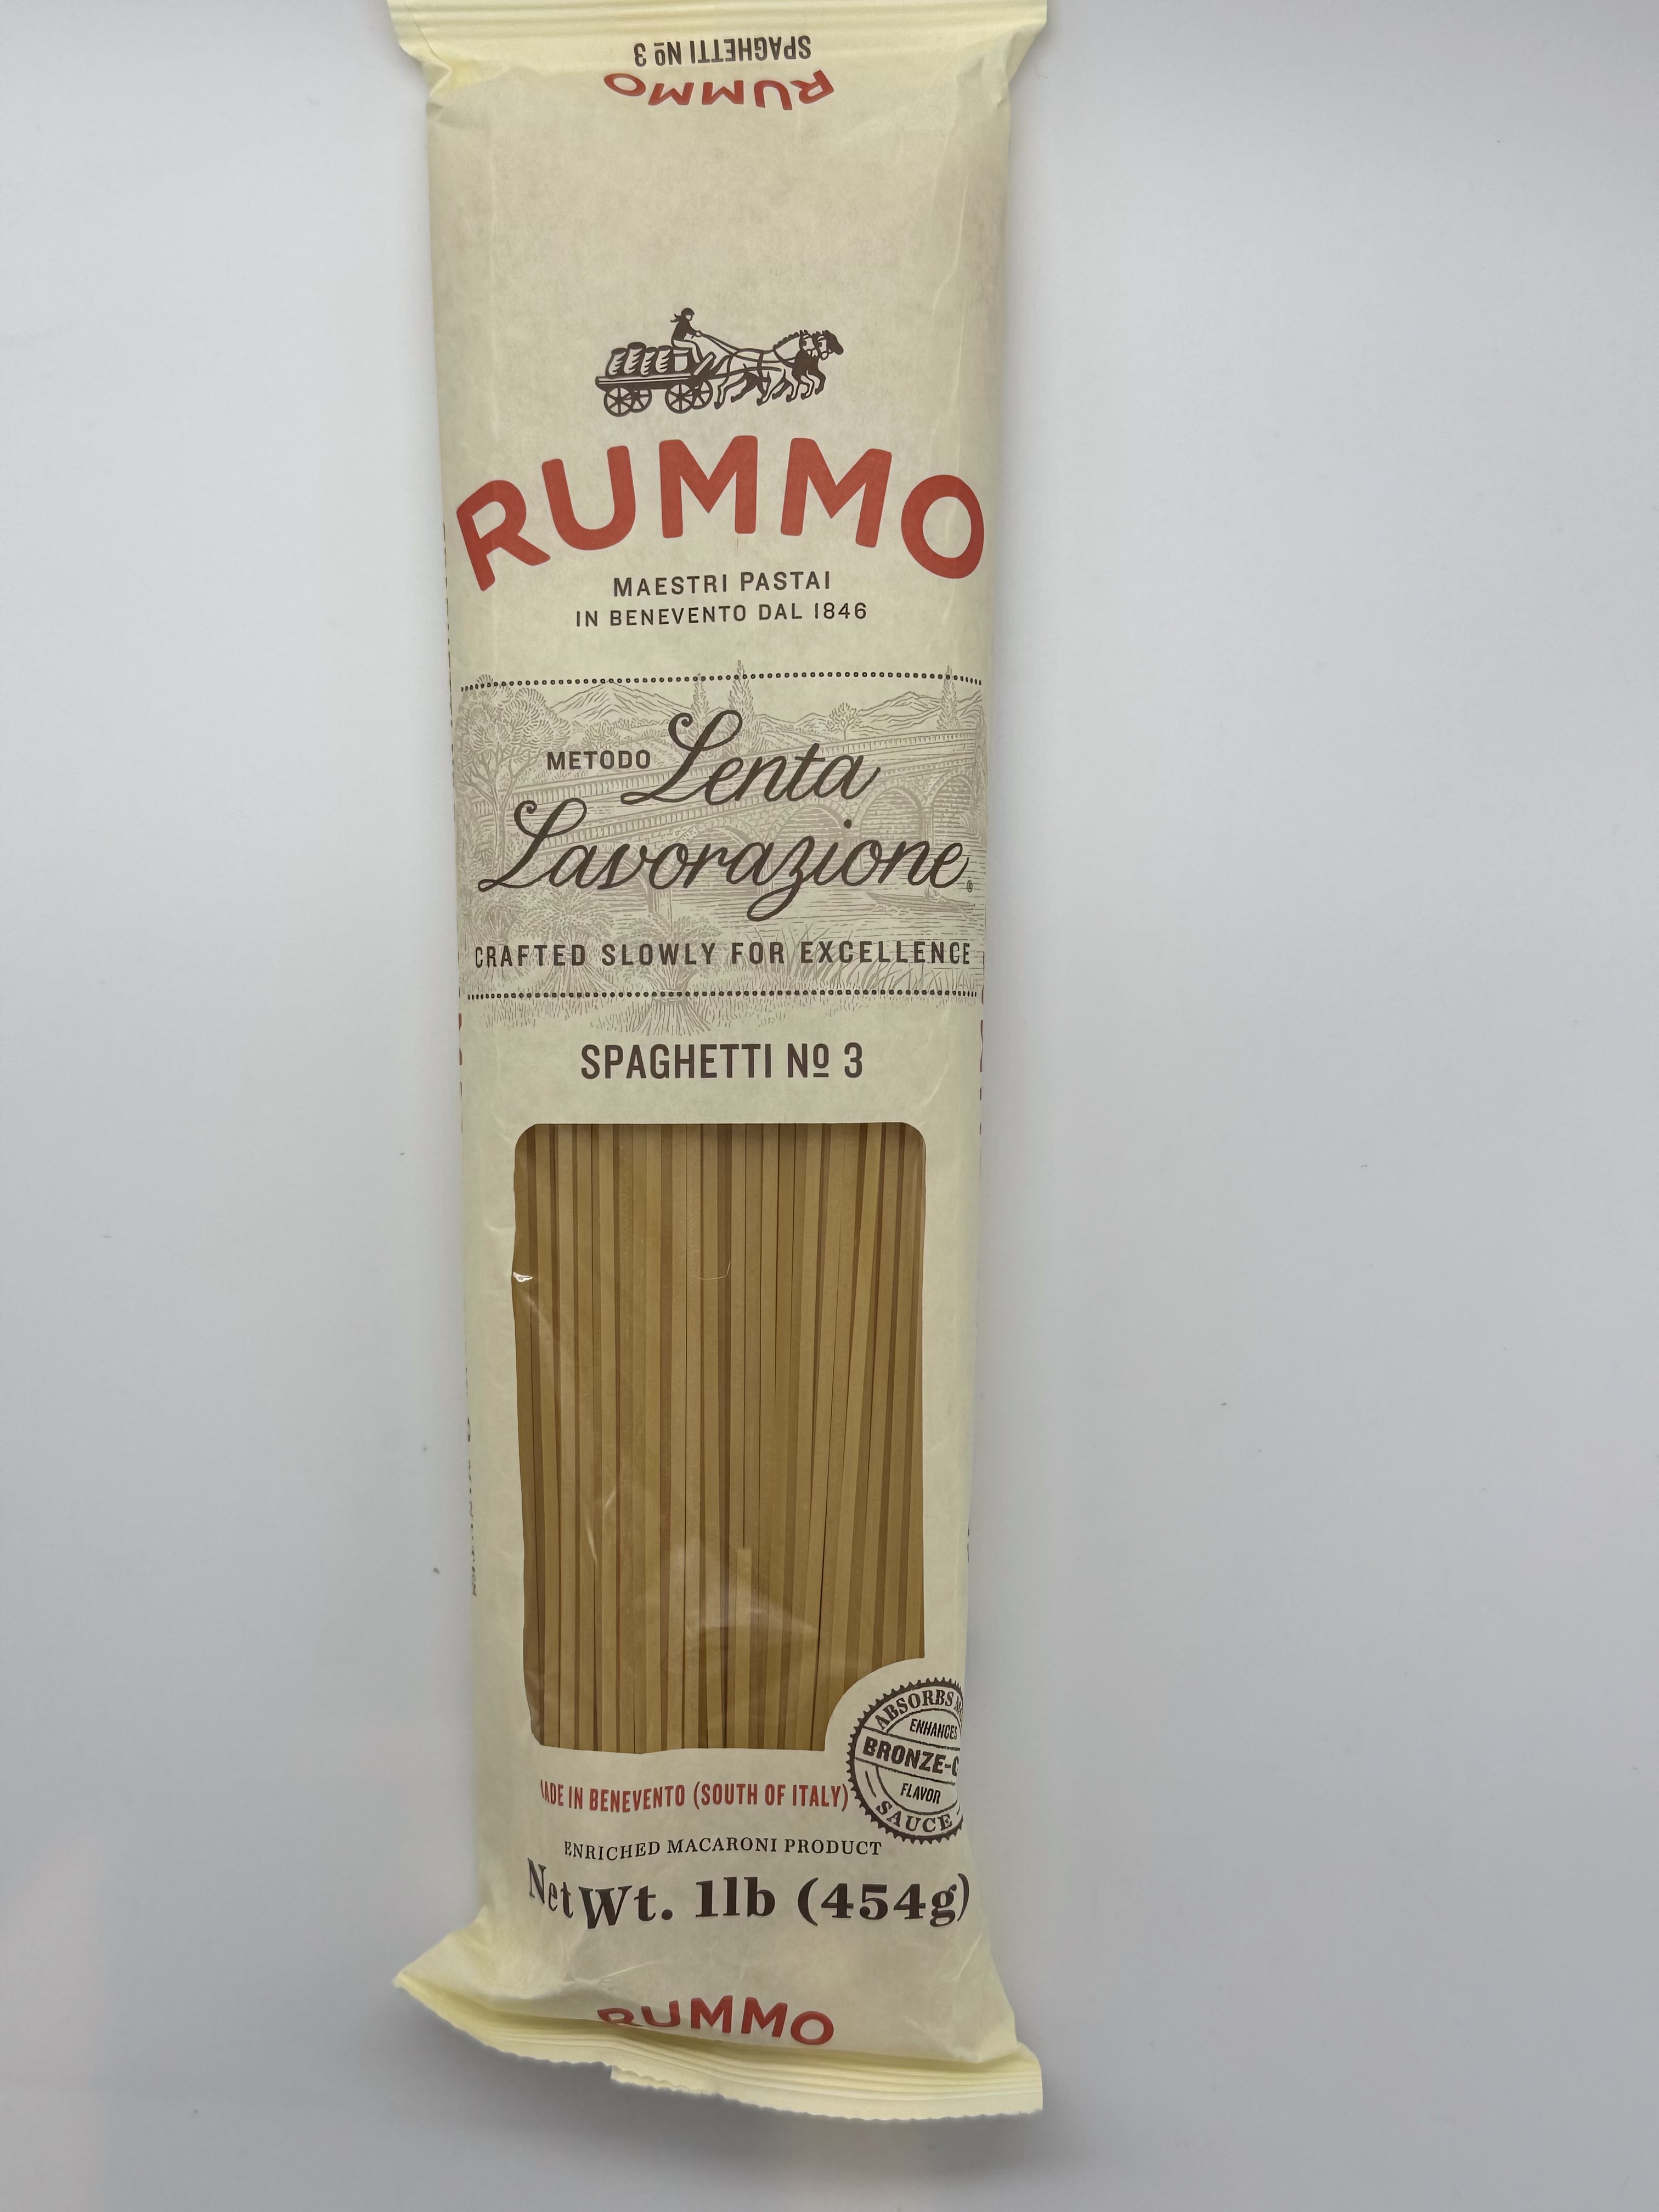 SPAGHETTI Nº 3
RUMMO
RUMMO
MAESTRI PASTAI
IN BENEVENTO DAL 1846
METODO Lenta
Lavorazione®
CRAFTED SLOWLY FOR EXCELLENCE
SPAGHETTI Nº 3
ABSORBS
ENHANCES
BRONZE-C
FLAVOR
SAUCE
MADE IN BENEVENTO (SOUTH OF ITALY)
ENRICHED MACARONI PRODUCT
Net Wt. 1lb (454g)
RUMMO